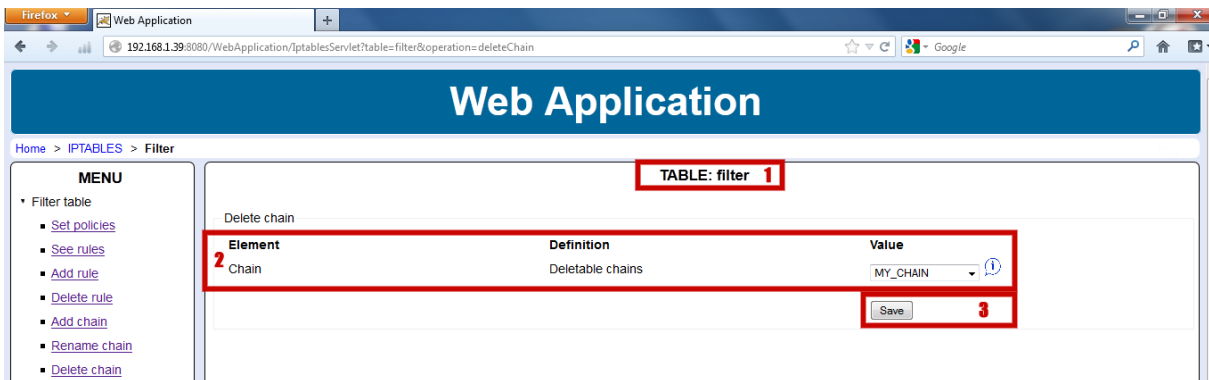 Firefox
Web Application
192.168.1.39:8080/WebApplication/IptablesServlet?table=filter&operation=deleteChain
Google
Web Application
Home > IPTABLES > Filter
MENU
Filter table
Set policies
See rules
Add rule
Delete rule
Add chain
Rename chain
Delete chain
TABLE: filter 1
Delete chain
2
Element Definition Value
Chain Deletable chains MY_CHAIN i
Save 3